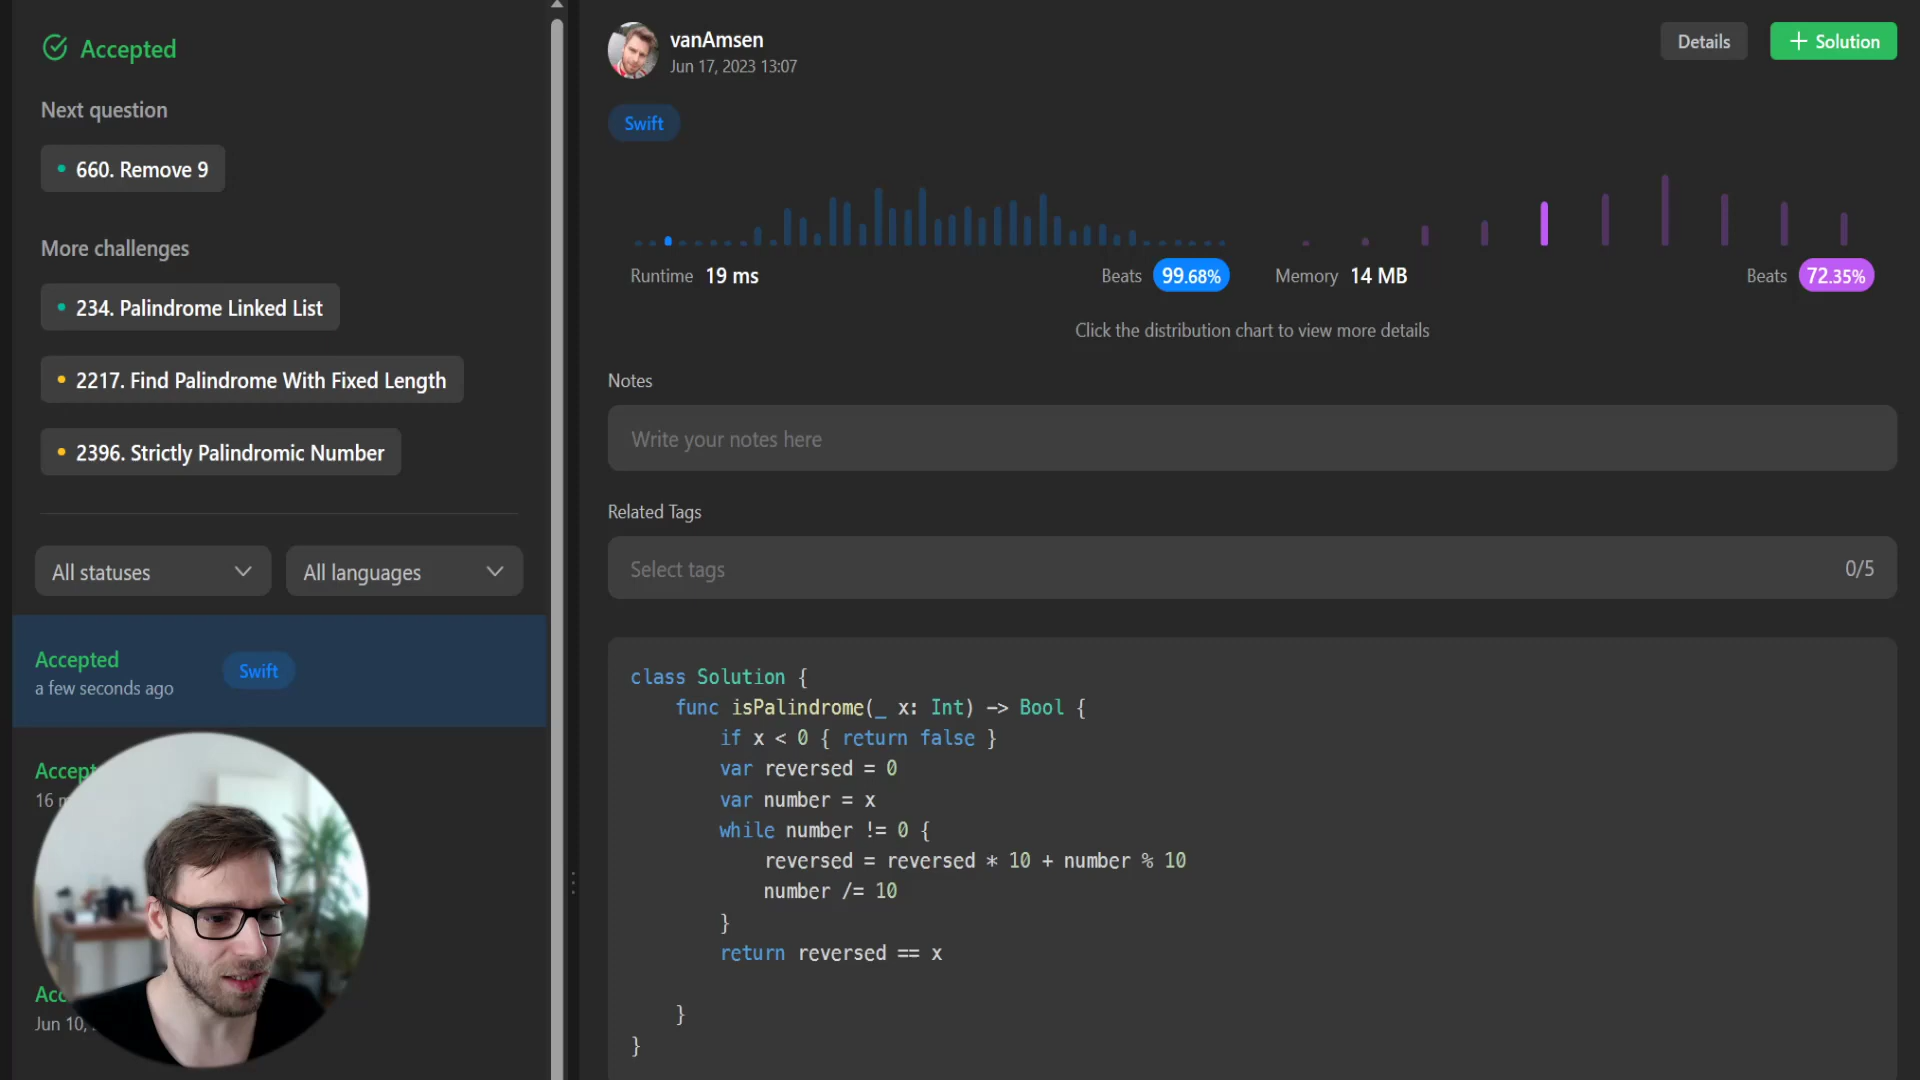 Accepted
Next question
660. Remove 9
More challenges
234. Palindrome Linked List
2217. Find Palindrome With Fixed Length
2396. Strictly Palindromic Number
All statuses
All languages
Accepted
Swift
a few seconds ago
Accept
16 m
Acc
Jun 10,
vanAmsen
Jun 17, 2023 13:07
Details
+ Solution
Swift
Runtime 19 ms
Beats 99.68%
Memory 14 MB
Beats 72.35%
Click the distribution chart to view more details
Notes
Write your notes here
Related Tags
Select tags
0/5
class Solution {
    func isPalindrome(_ x: Int) -> Bool {
        if x < 0 { return false }
        var reversed = 0
        var number = x
        while number != 0 {
            reversed = reversed * 10 + number % 10
            number /= 10
        }
        return reversed == x
    }
}